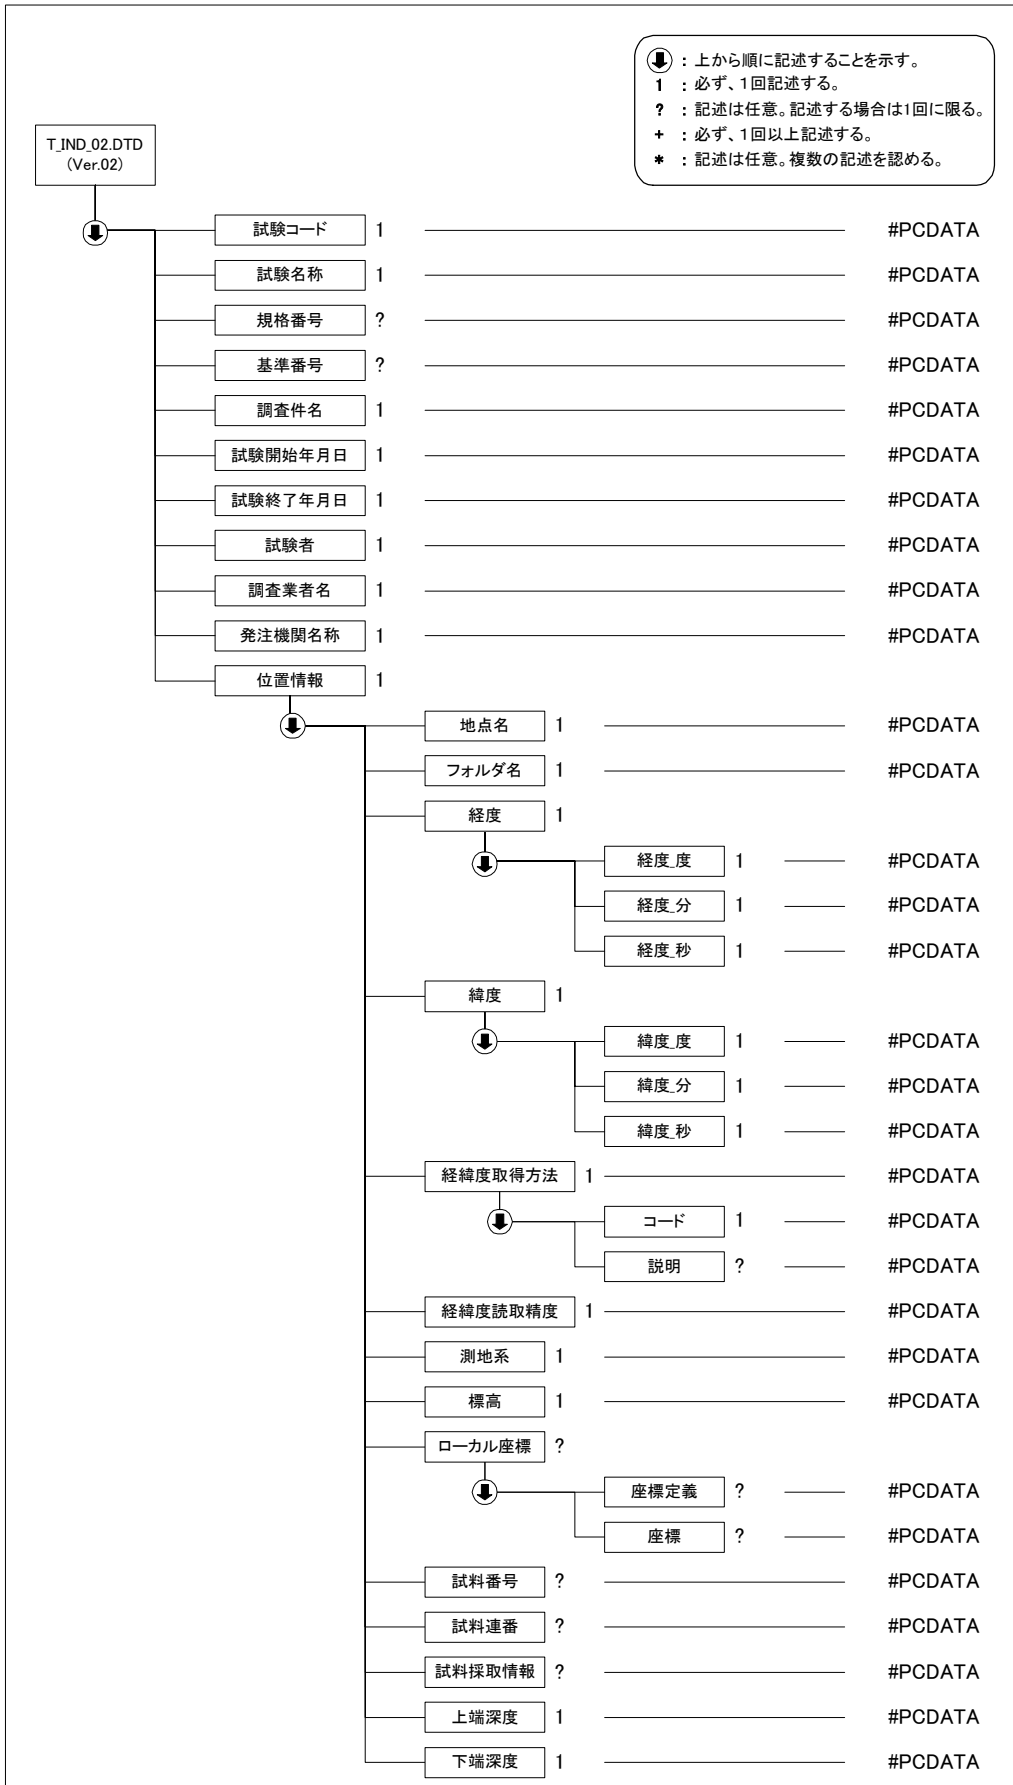 ：上から順に記述することを示す。
1 ：必ず、1回記述する。
? ：記述は任意。記述する場合は1回に限る。
+ ：必ず、1回以上記述する。
* ：記述は任意。複数の記述を認める。
T_IND_02.DTD
(Ver.02)
試験コード 1 #PCDATA
試験名称 1 #PCDATA
規格番号 ? #PCDATA
基準番号 ? #PCDATA
調査件名 1 #PCDATA
試験開始年月日 1 #PCDATA
試験終了年月日 1 #PCDATA
試験者 1 #PCDATA
調査業者名 1 #PCDATA
発注機関名称 1 #PCDATA
位置情報 1
地点名 1 #PCDATA
フォルダ名 1 #PCDATA
経度 1
経度_度 1 #PCDATA
経度_分 1 #PCDATA
経度_秒 1 #PCDATA
緯度 1
緯度_度 1 #PCDATA
緯度_分 1 #PCDATA
緯度_秒 1 #PCDATA
経緯度取得方法 1 #PCDATA
コード 1 #PCDATA
説明 ? #PCDATA
経緯度読取精度 1 #PCDATA
測地系 1 #PCDATA
標高 1 #PCDATA
ローカル座標 ?
座標定義 ? #PCDATA
座標 ? #PCDATA
試料番号 ? #PCDATA
試料連番 ? #PCDATA
試料採取情報 ? #PCDATA
上端深度 1 #PCDATA
下端深度 1 #PCDATA